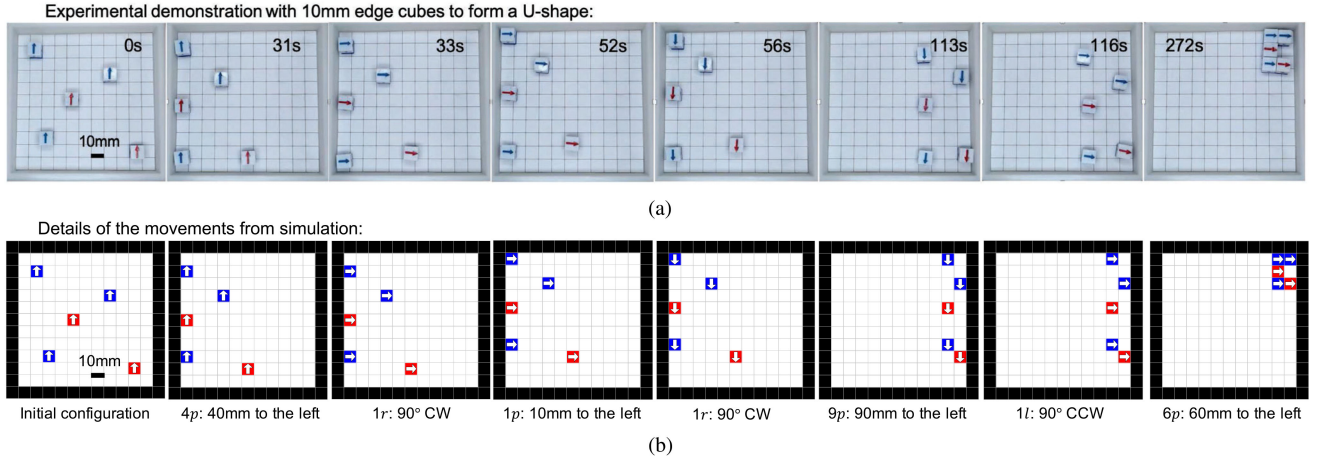 Experimental demonstration with 10mm edge cubes to form a U-shape:
0s 31s 33s 52s 56s 113s 116s 272s
10mm
(a)
Details of the movements from simulation:
10mm
Initial configuration 4p: 40mm to the left 1r: 90° CW 1p: 10mm to the left 1r: 90° CW 9p: 90mm to the left 1l: 90° CCW 6p: 60mm to the left
(b)